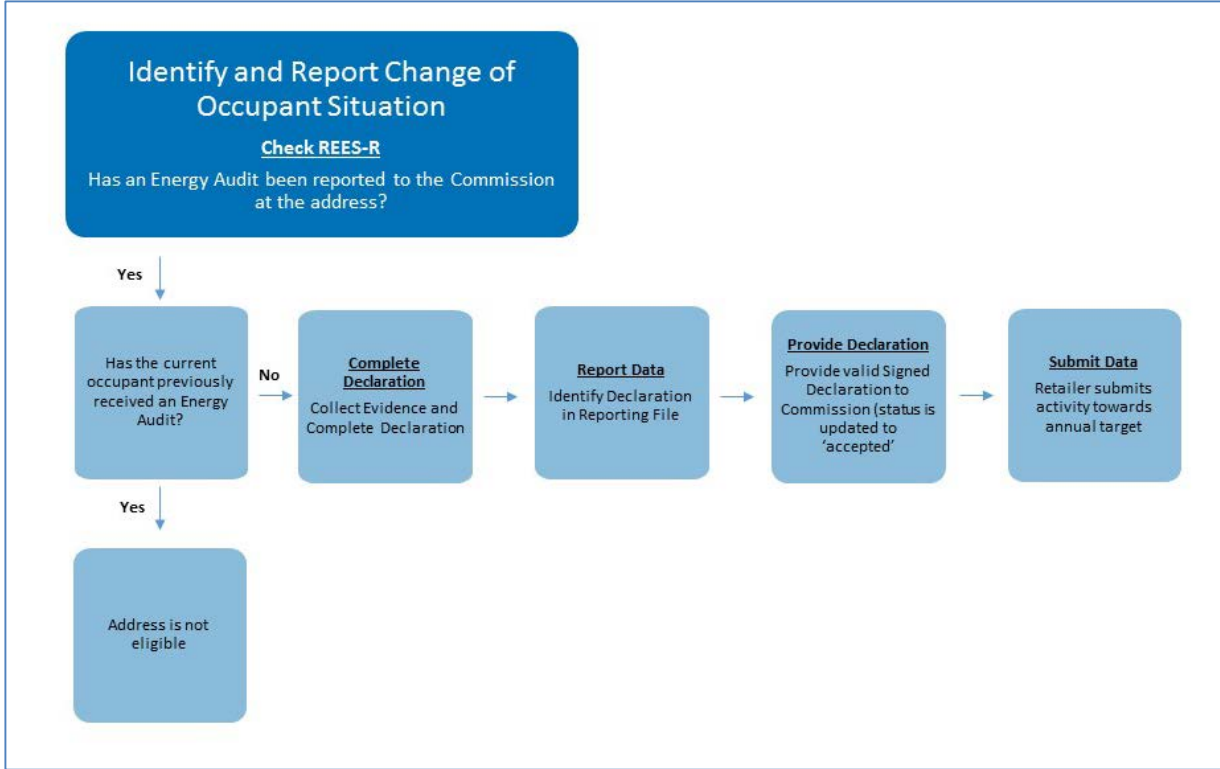 Identify and Report Change of
Occupant Situation
Check REES-R
Has an Energy Audit been reported to the Commission
at the address?
Yes
Has the current
occupant previously
received an Energy
Audit?
No
Complete
Declaration
Collect Evidence and
Complete Declaration
Report Data
Identify Declaration
in Reporting File
Provide Declaration
Provide valid Signed
Declaration to
Commission (status is
updated to
‘accepted’
Submit Data
Retailer submits
activity towards
annual target
Yes
Address is not
eligible